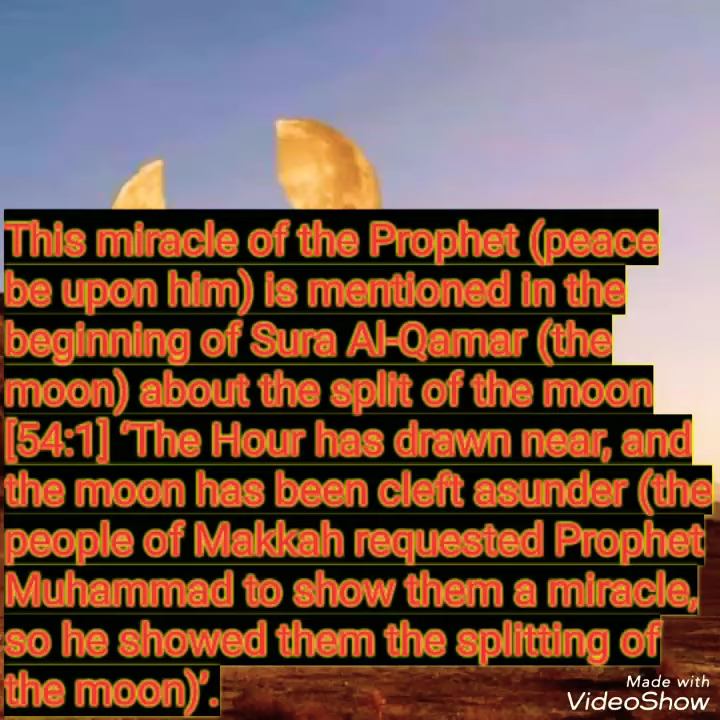 This miracle of the Prophet (peace
be upon him) is mentioned in the
beginning of Sura Al-Qamar (the
moon) about the split of the moon
[54:1] ‘The Hour has drawn near, and
the moon has been cleft asunder (the
people of Makkah requested Prophet
Muhammad to show them a miracle,
so he showed them the splitting of
the moon)’.
Made with
VideoShow